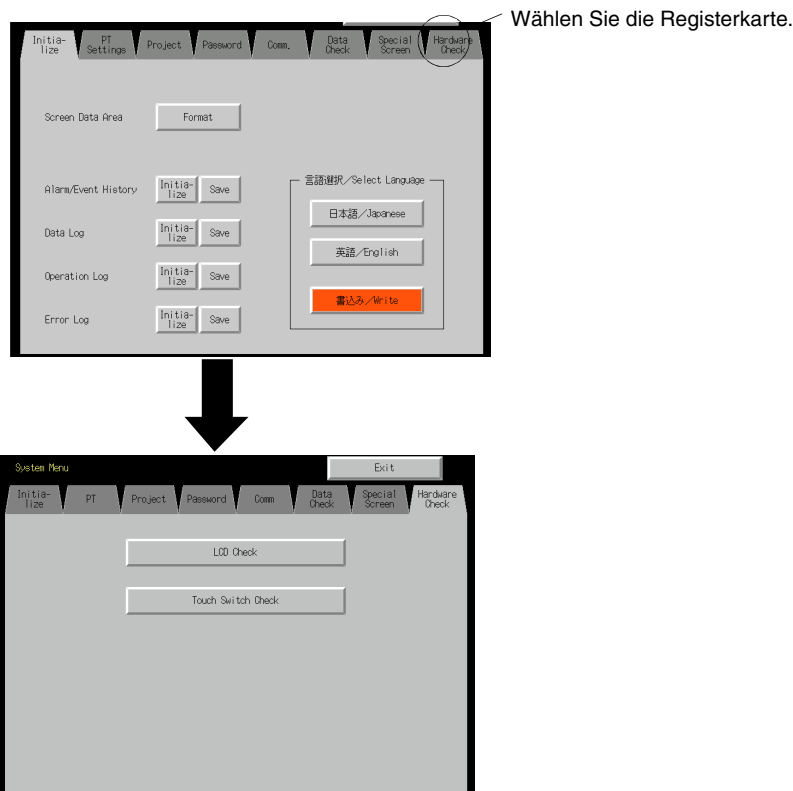 Wählen Sie die Registerkarte.
Initia-
lize
PT
Settings
Project
Password
Comm.
Data
Check
Special
Screen
Hardware
Check
Screen Data Area
Format
Alarm/Event History
Initia-
lize
Save
Data Log
Initia-
lize
Save
Operation Log
Initia-
lize
Save
Error Log
Initia-
lize
Save
言語選択/Select Language
日本語/Japanese
英語/English
書込み/Write
System Menu
Exit
Initia-
lize
PT
Project
Password
Comm
Data
Check
Special
Screen
Hardware
Check
LCD Check
Touch Switch Check